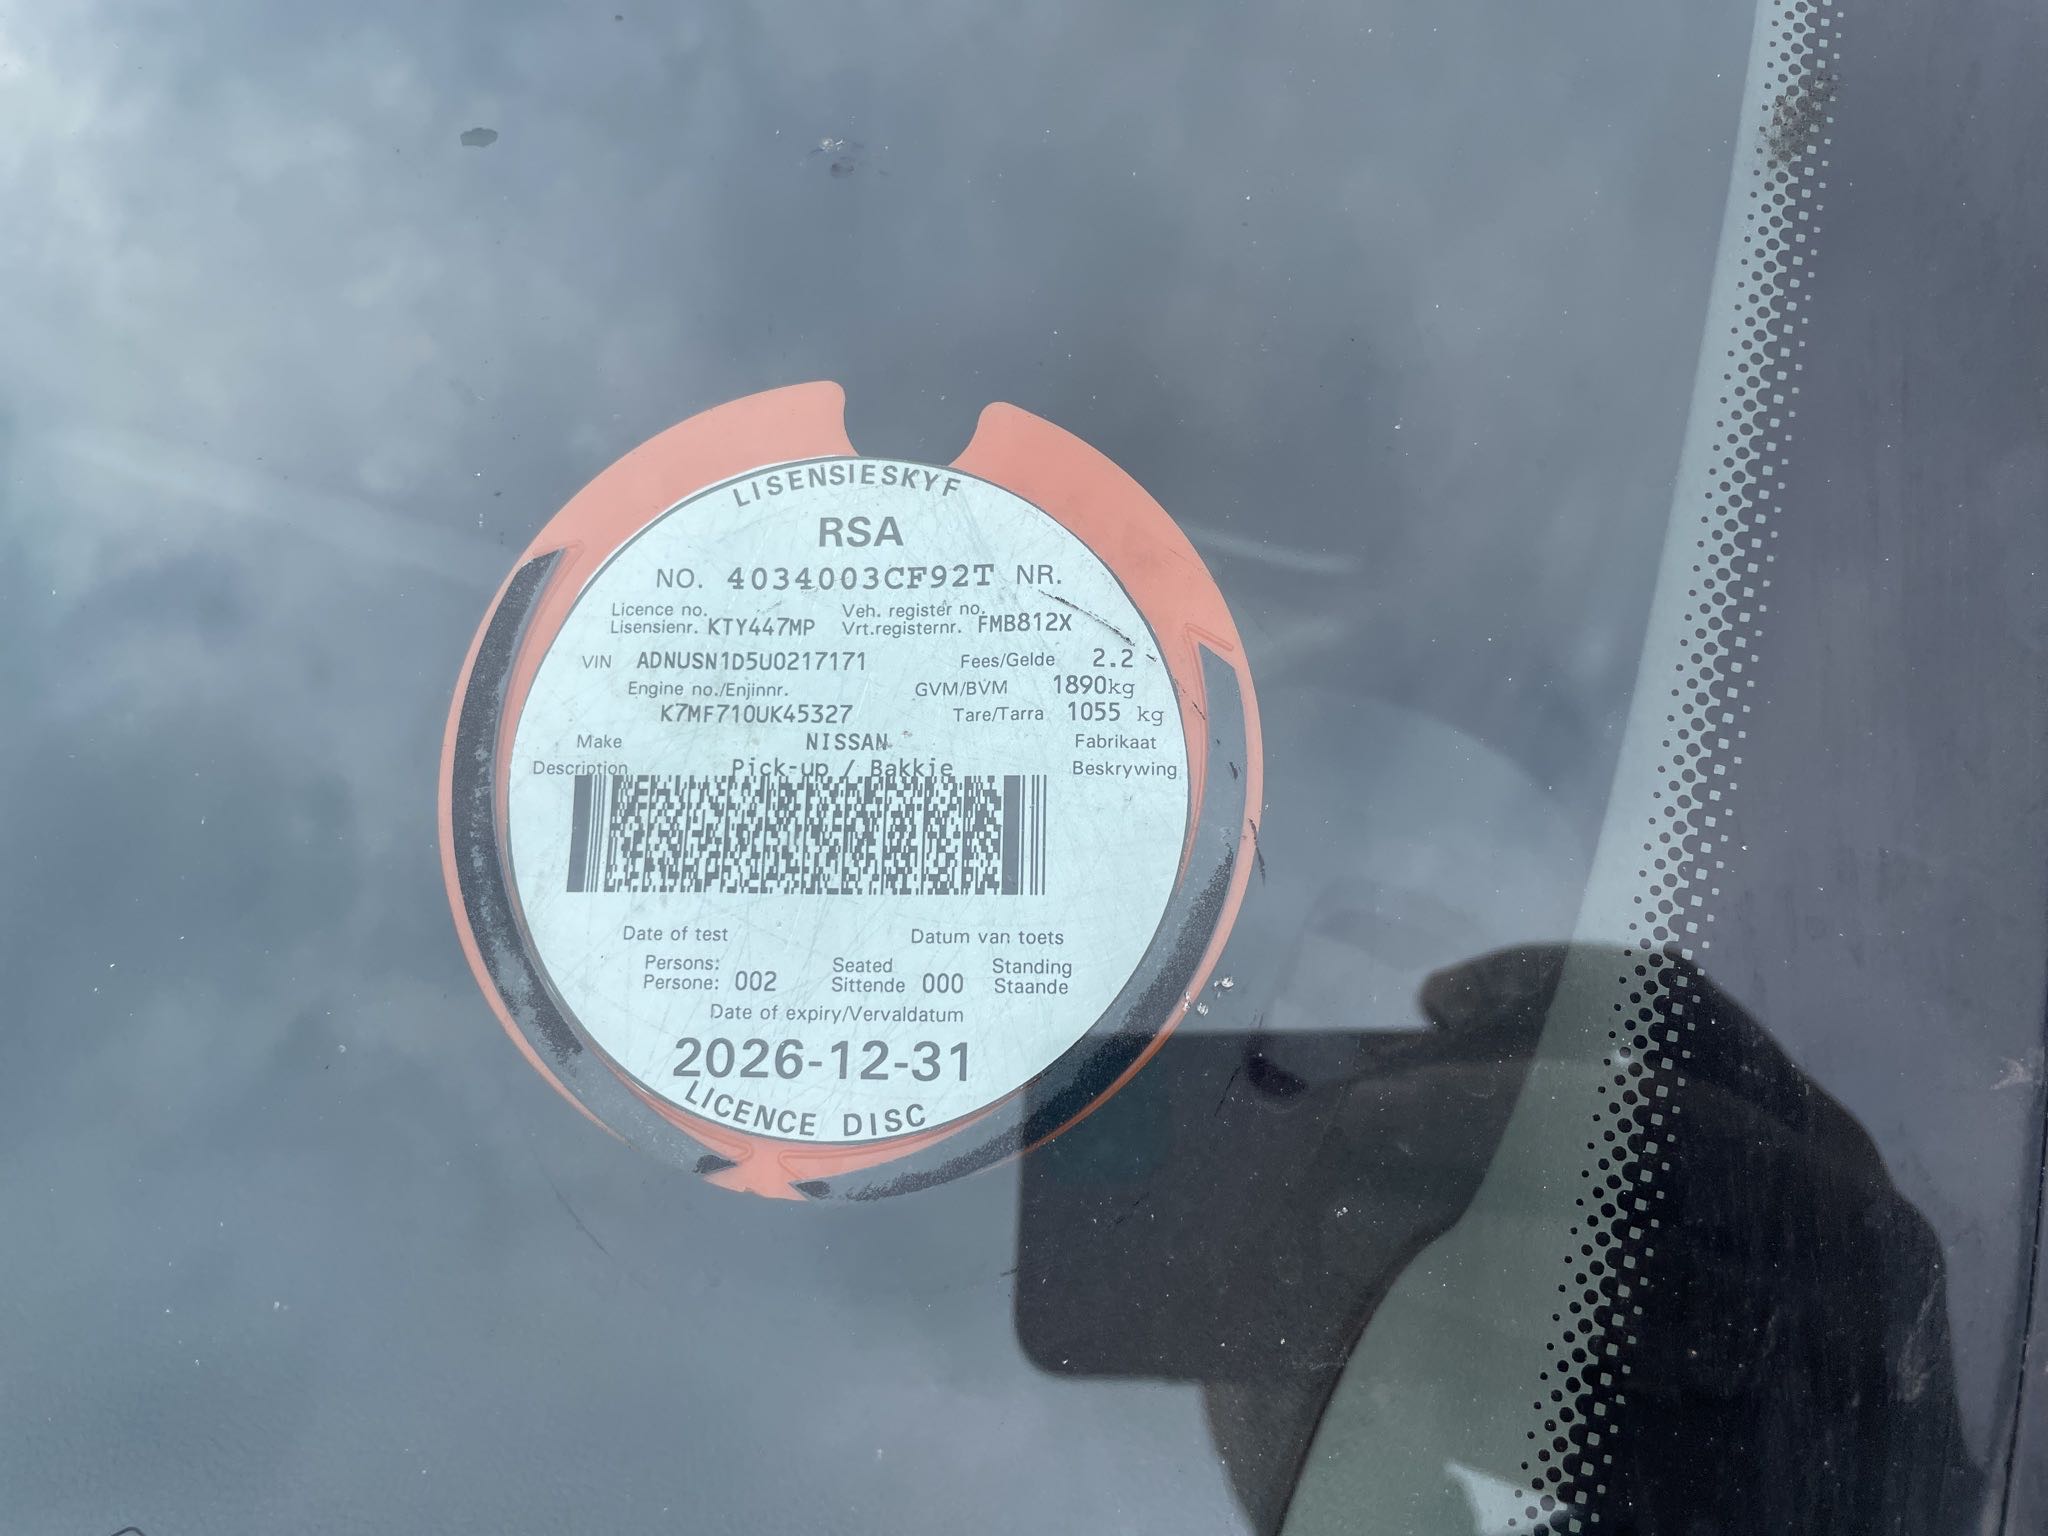 LISENSIESKYF
RSA
NO. 4034003CF92T NR.
Licence no. Veh. register no.
Lisensienr. KTY447MP Vrt.registernr. FMB812X
VIN ADNUSN1D5U0217171 Fees/Gelde 2.2
Engine no./Enjinnr. GVM/BVM 1890kg
K7MF710UK45327 Tare/Tarra 1055 kg
Make NISSAN Fabrikaat
Description Pick-up / Bakkie Beskrywing
Date of test Datum van toets
Persons: Seated Standing
Persone: 002 Sittende 000 Staande
Date of expiry/Vervaldatum
2026-12-31
LICENCE DISC